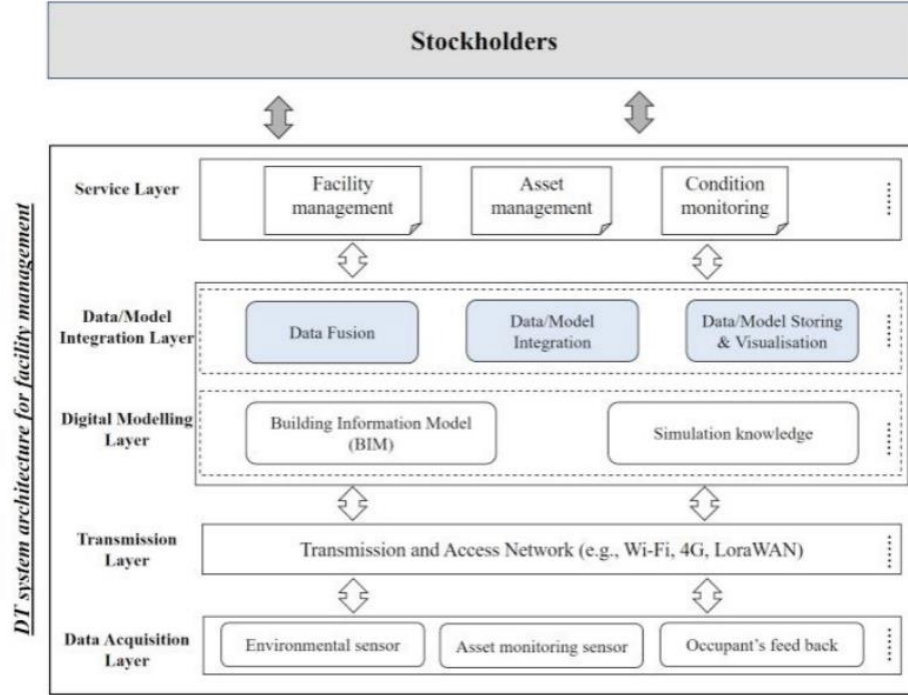 Stockholders
DT system architecture for facility management
Service Layer
Facility
management
Asset
management
Condition
monitoring
Data/Model
Integration Layer
Data Fusion
Data/Model
Integration
Data/Model Storing
& Visualisation
Digital Modelling
Layer
Building Information Model
(BIM)
Simulation knowledge
Transmission
Layer
Transmission and Access Network (e.g., Wi-Fi, 4G, LoraWAN)
Data Acquisition
Layer
Environmental sensor
Asset monitoring sensor
Occupant's feed back